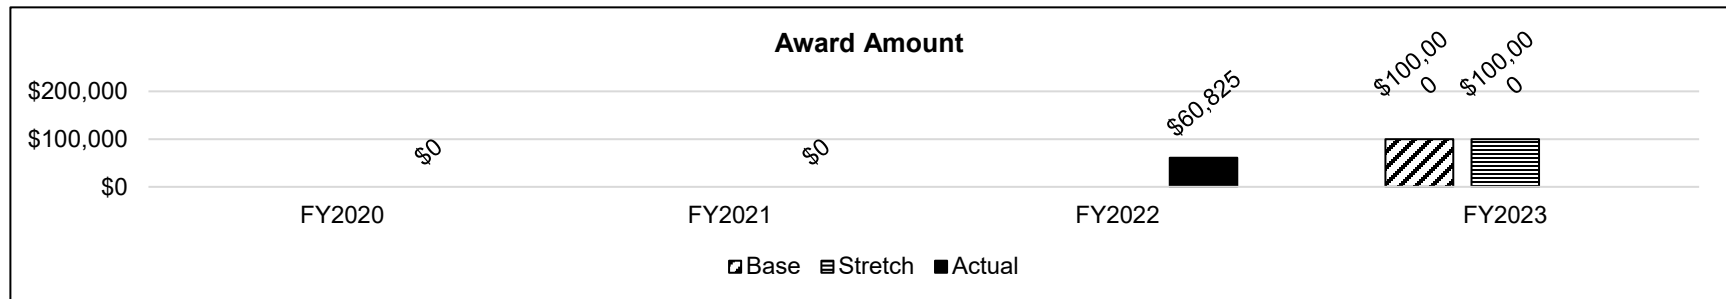 Award Amount
$200,000
$100,000
$0
$0
$0
$60,825
$100,00
0
$100,00
0
FY2020
FY2021
FY2022
FY2023
Base
Stretch
Actual